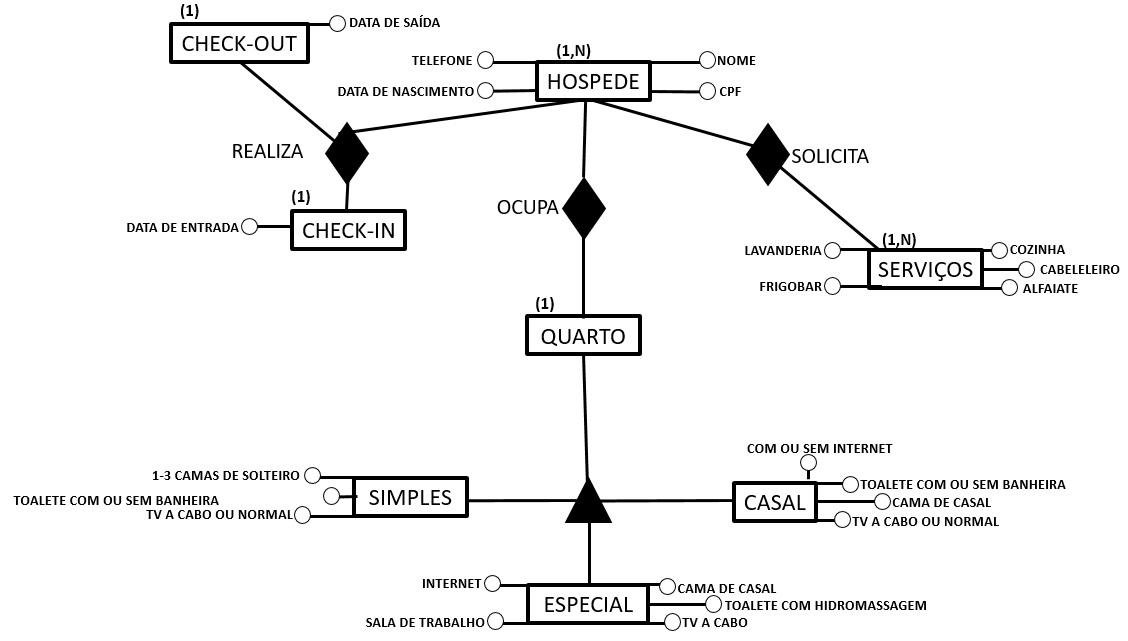 (1)
CHECK-OUT
DATA DE SAÍDA
(1,N)
TELEFONE
HOSPEDE
NOME
DATA DE NASCIMENTO
CPF
REALIZA
SOLICITA
(1)
OCUPA
DATA DE ENTRADA
CHECK-IN
(1,N)
LAVANDERIA
SERVIÇOS
COZINHA
CABELELEIRO
FRIGOBAR
ALFAIATE
(1)
QUARTO
COM OU SEM INTERNET
1-3 CAMAS DE SOLTEIRO
SIMPLES
TOALETE COM OU SEM BANHEIRA
TV A CABO OU NORMAL
CASAL
TOALETE COM OU SEM BANHEIRA
CAMA DE CASAL
TV A CABO OU NORMAL
INTERNET
ESPECIAL
CAMA DE CASAL
TOALETE COM HIDROMASSAGEM
SALA DE TRABALHO
TV A CABO